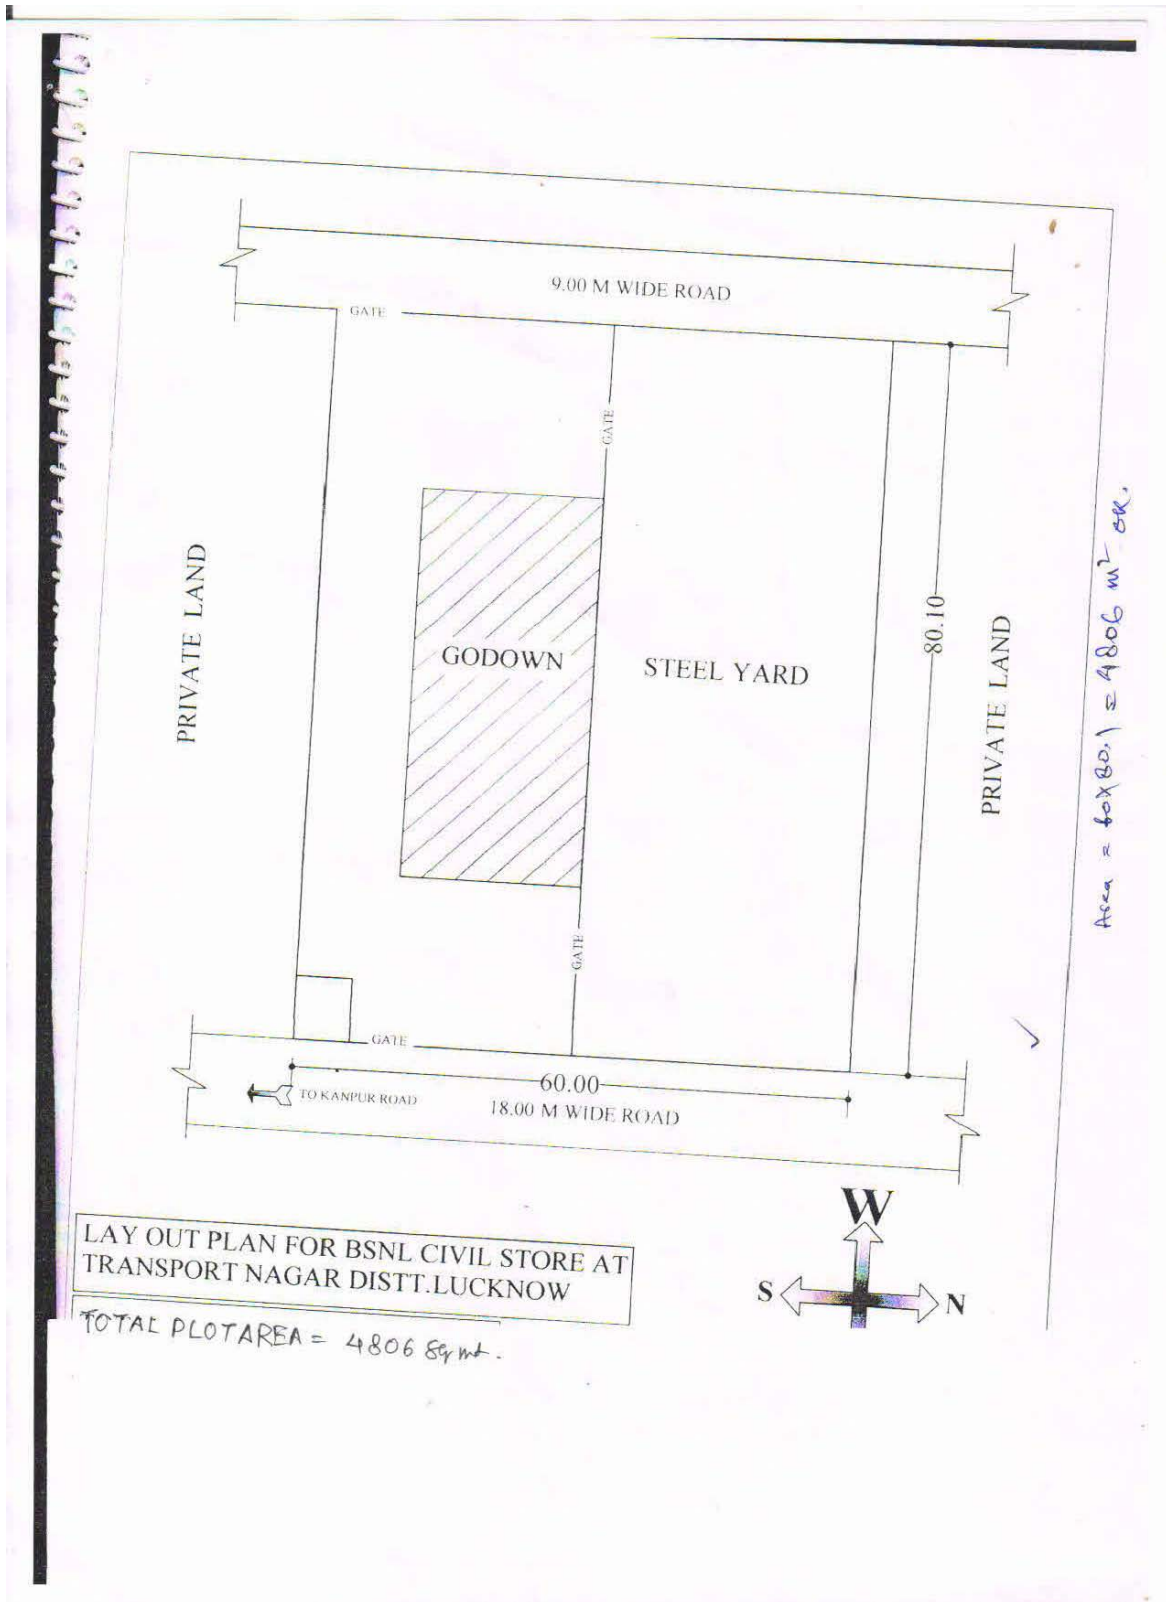 9.00 M WIDE ROAD
GATE
GATE
PRIVATE LAND
GODOWN
STEEL YARD
80.10
PRIVATE LAND
Area = 60X80.1 = 4806 m² OK.
GATE
GATE
60.00
TO KANPUR ROAD
18.00 M WIDE ROAD
W
S
N
LAY OUT PLAN FOR BSNL CIVIL STORE AT
TRANSPORT NAGAR DISTT.LUCKNOW
TOTAL PLOTAREA = 4806 Sq mt.